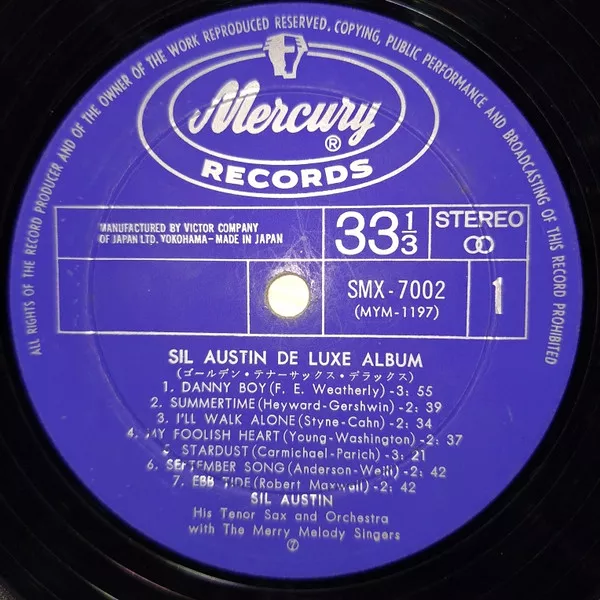 ALL RIGHTS OF THE RECORD PRODUCER AND OF THE OWNER OF THE WORK REPRODUCED RESERVED. COPYING, PUBLIC PERFORMANCE AND BROADCASTING OF THIS RECORD PROHIBITED
Mercury ®
RECORDS
MANUFACTURED BY VICTOR COMPANY
OF JAPAN LTD. YOKOHAMA–MADE IN JAPAN
33 1/3
STEREO
SMX-7002
(MYM-1197)
1
SIL AUSTIN DE LUXE ALBUM
(ゴールデン・テナーサックス・デラックス)
1. DANNY BOY (F. E. Weatherly) -3: 55
2. SUMMERTIME (Heyward-Gershwin) -2: 39
3. I'LL WALK ALONE (Styne-Cahn) -2: 34
4. MY FOOLISH HEART (Young-Washington) -2: 37
5. STARDUST (Carmichael-Parich) -3: 21
6. SEPTEMBER SONG (Anderson-Weill) -2: 42
7. EBB TIDE (Robert Maxwell) -2: 42
SIL AUSTIN
His Tenor Sax and Orchestra
with The Merry Melody Singers
⑦